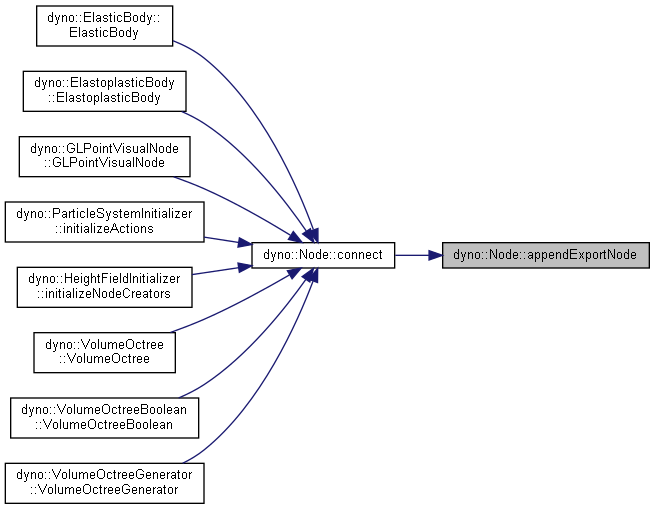 dyno::ElasticBody::
ElasticBody
dyno::ElastoplasticBody
::ElastoplasticBody
dyno::GLPointVisualNode
::GLPointVisualNode
dyno::ParticleSystemInitializer
::initializeActions
dyno::HeightFieldInitializer
::initializeNodeCreators
dyno::VolumeOctree
::VolumeOctree
dyno::VolumeOctreeBoolean
::VolumeOctreeBoolean
dyno::VolumeOctreeGenerator
::VolumeOctreeGenerator
dyno::Node::connect
dyno::Node::appendExportNode